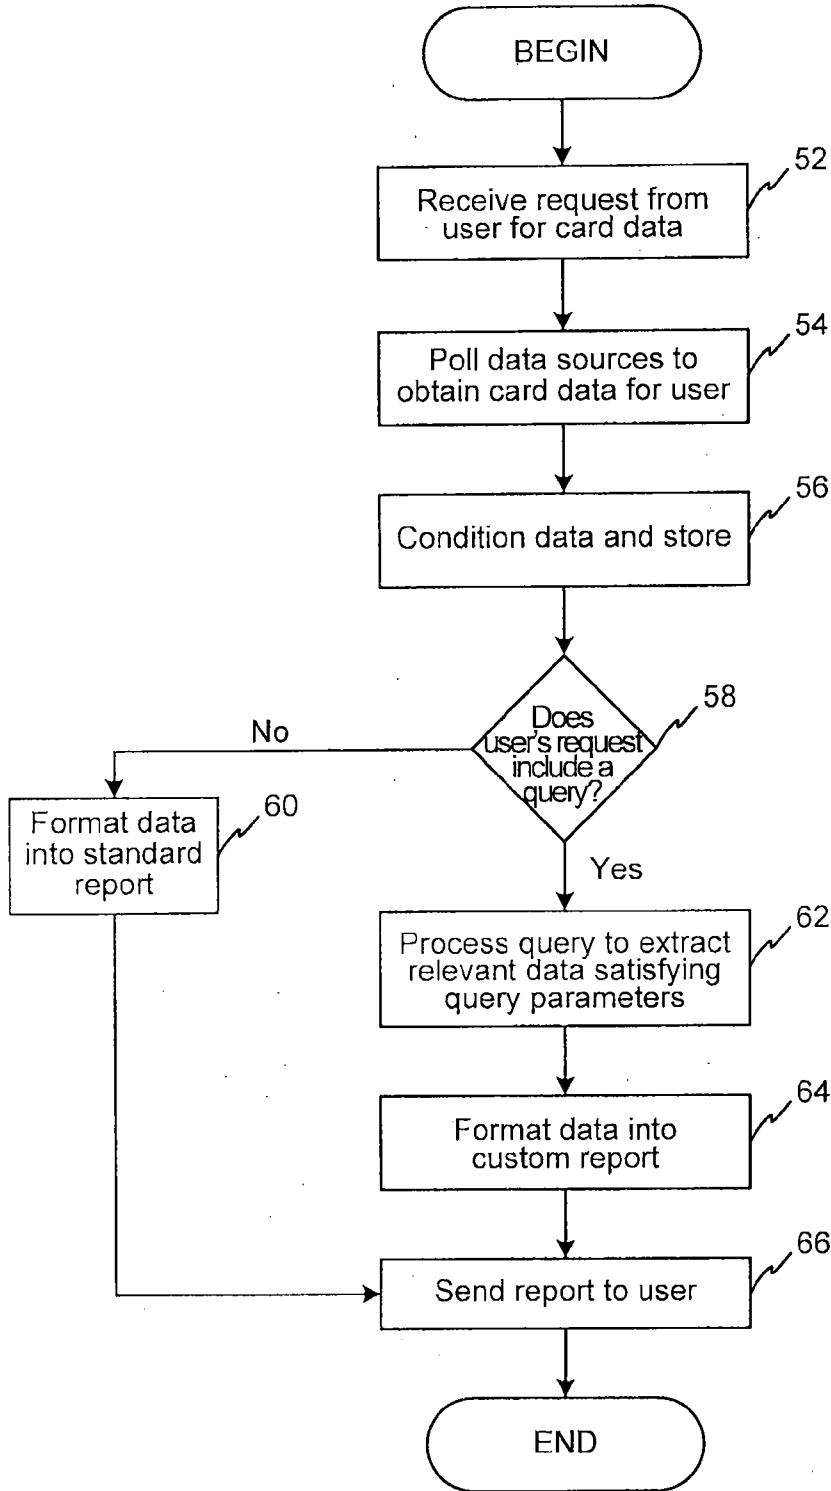 BEGIN
52
Receive request from
user for card data
54
Poll data sources to
obtain card data for user
56
Condition data and store
58
Does
user's request
include a
query?
No
60
Format data
into standard
report
Yes
62
Process query to extract
relevant data satisfying
query parameters
64
Format data into
custom report
66
Send report to user
END